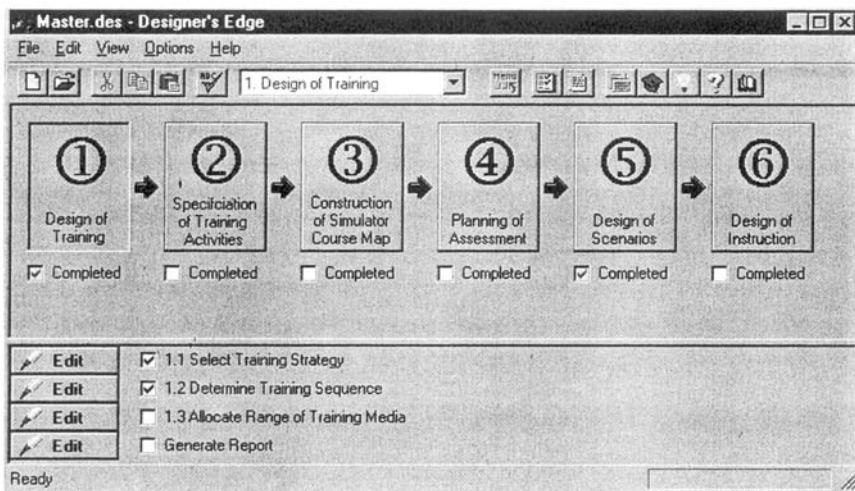 Master.des - Designer's Edge
File Edit View Options Help
ABC
1. Design of Training
Menu
1
Design of
Training
Completed
2
Specifciation
of Training
Activities
Completed
3
Construction
of Simulator
Course Map
Completed
4
Planning of
Assessment
Completed
5
Design of
Scenarios
Completed
6
Design of
Instruction
Completed
Edit 1.1 Select Training Strategy
Edit 1.2 Determine Training Sequence
Edit 1.3 Allocate Range of Training Media
Edit Generate Report
Ready